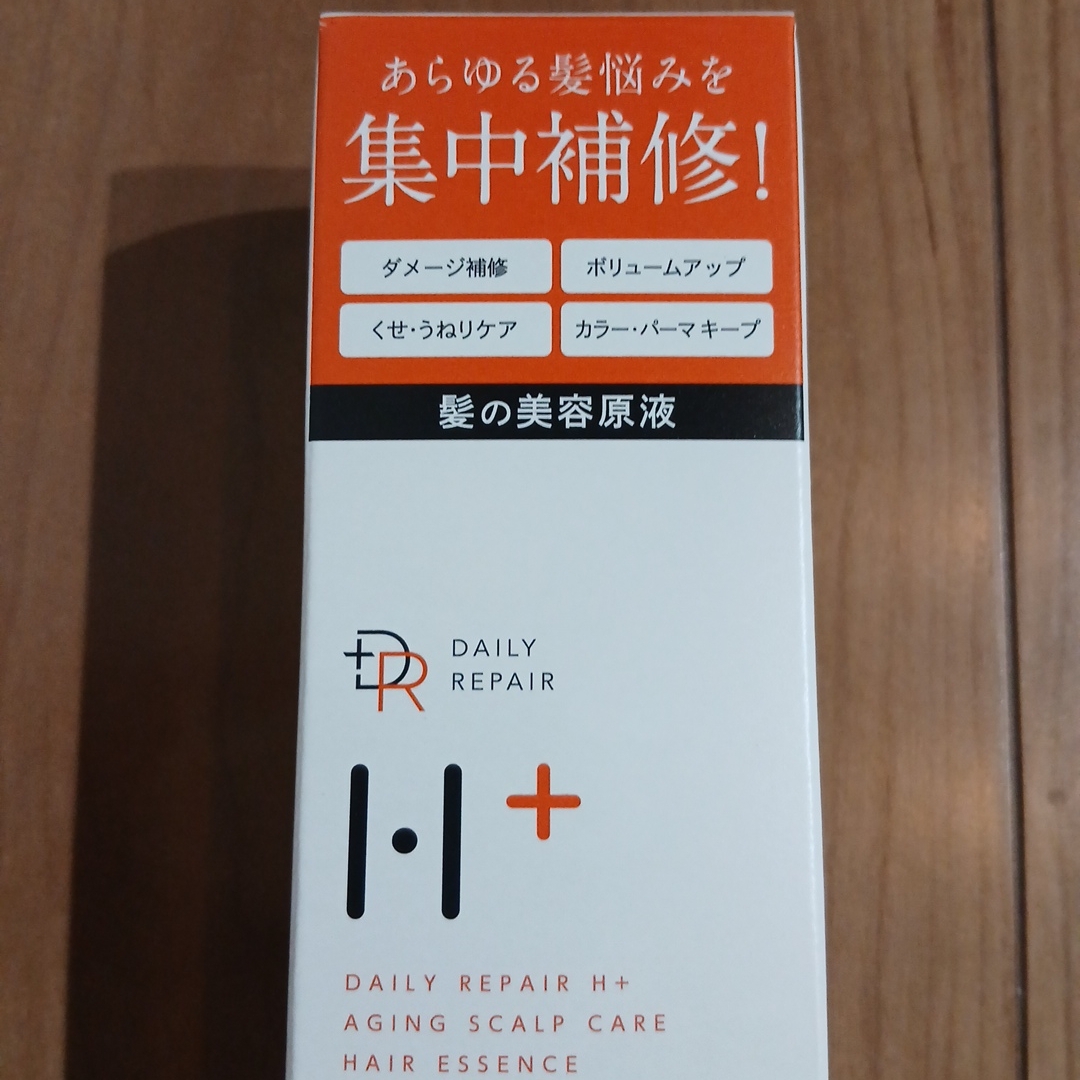 あらゆる髪悩みを
集中補修!
ダメージ補修
ボリュームアップ
くせ・うねりケア
カラー・パーマキープ
髪の美容原液
DR
DAILY
REPAIR
H+
DAILY REPAIR H+
AGING SCALP CARE
HAIR ESSENCE